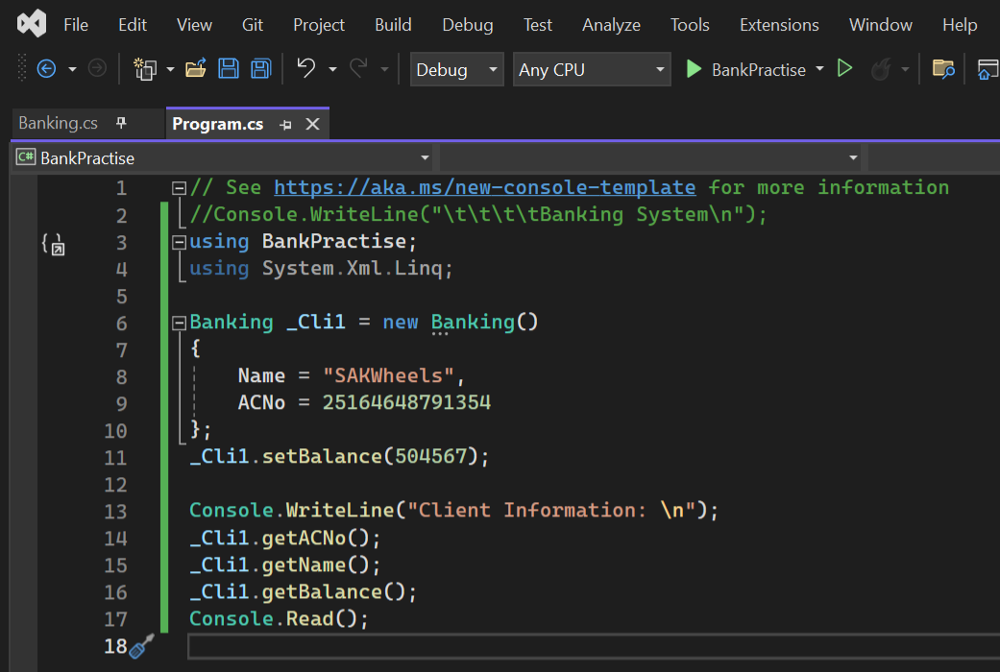 File Edit View Git Project Build Debug Test Analyze Tools Extensions Window Help
Debug Any CPU BankPractise
Banking.cs Program.cs
C# BankPractise
1 // See https://aka.ms/new-console-template for more information
2 //Console.WriteLine("\t\t\t\tBanking System\n");
3 using BankPractise;
4 using System.Xml.Linq;
5
6 Banking _Cli1 = new Banking()
7 {
8 Name = "SAKWheels",
9 ACNo = 25164648791354
10 };
11 _Cli1.setBalance(504567);
12
13 Console.WriteLine("Client Information: \n");
14 _Cli1.getACNo();
15 _Cli1.getName();
16 _Cli1.getBalance();
17 Console.Read();
18